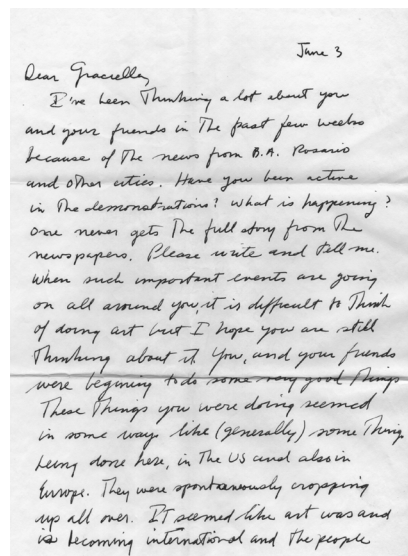 June 3
Dear Graciella,
I've been Thinking a lot about you
and your friends in The past few weeks
because of The news from B.A. Rosario
and other cities. Have you been active
in The demonstrations? What is happening?
One never gets The full story from The
newspapers. Please write and tell me.
When such important events are going
on all around you, it is difficult to Think
of doing art but I hope you are still
Thinking about it. You, and your friends
were begining to do some very good Things
These Things you were doing seemed
in some ways like (generally) some Things
being done here, in The US and also in
Europe. They were spontaneously cropping
up all over. IT seemed like art was and
is becoming international and The people